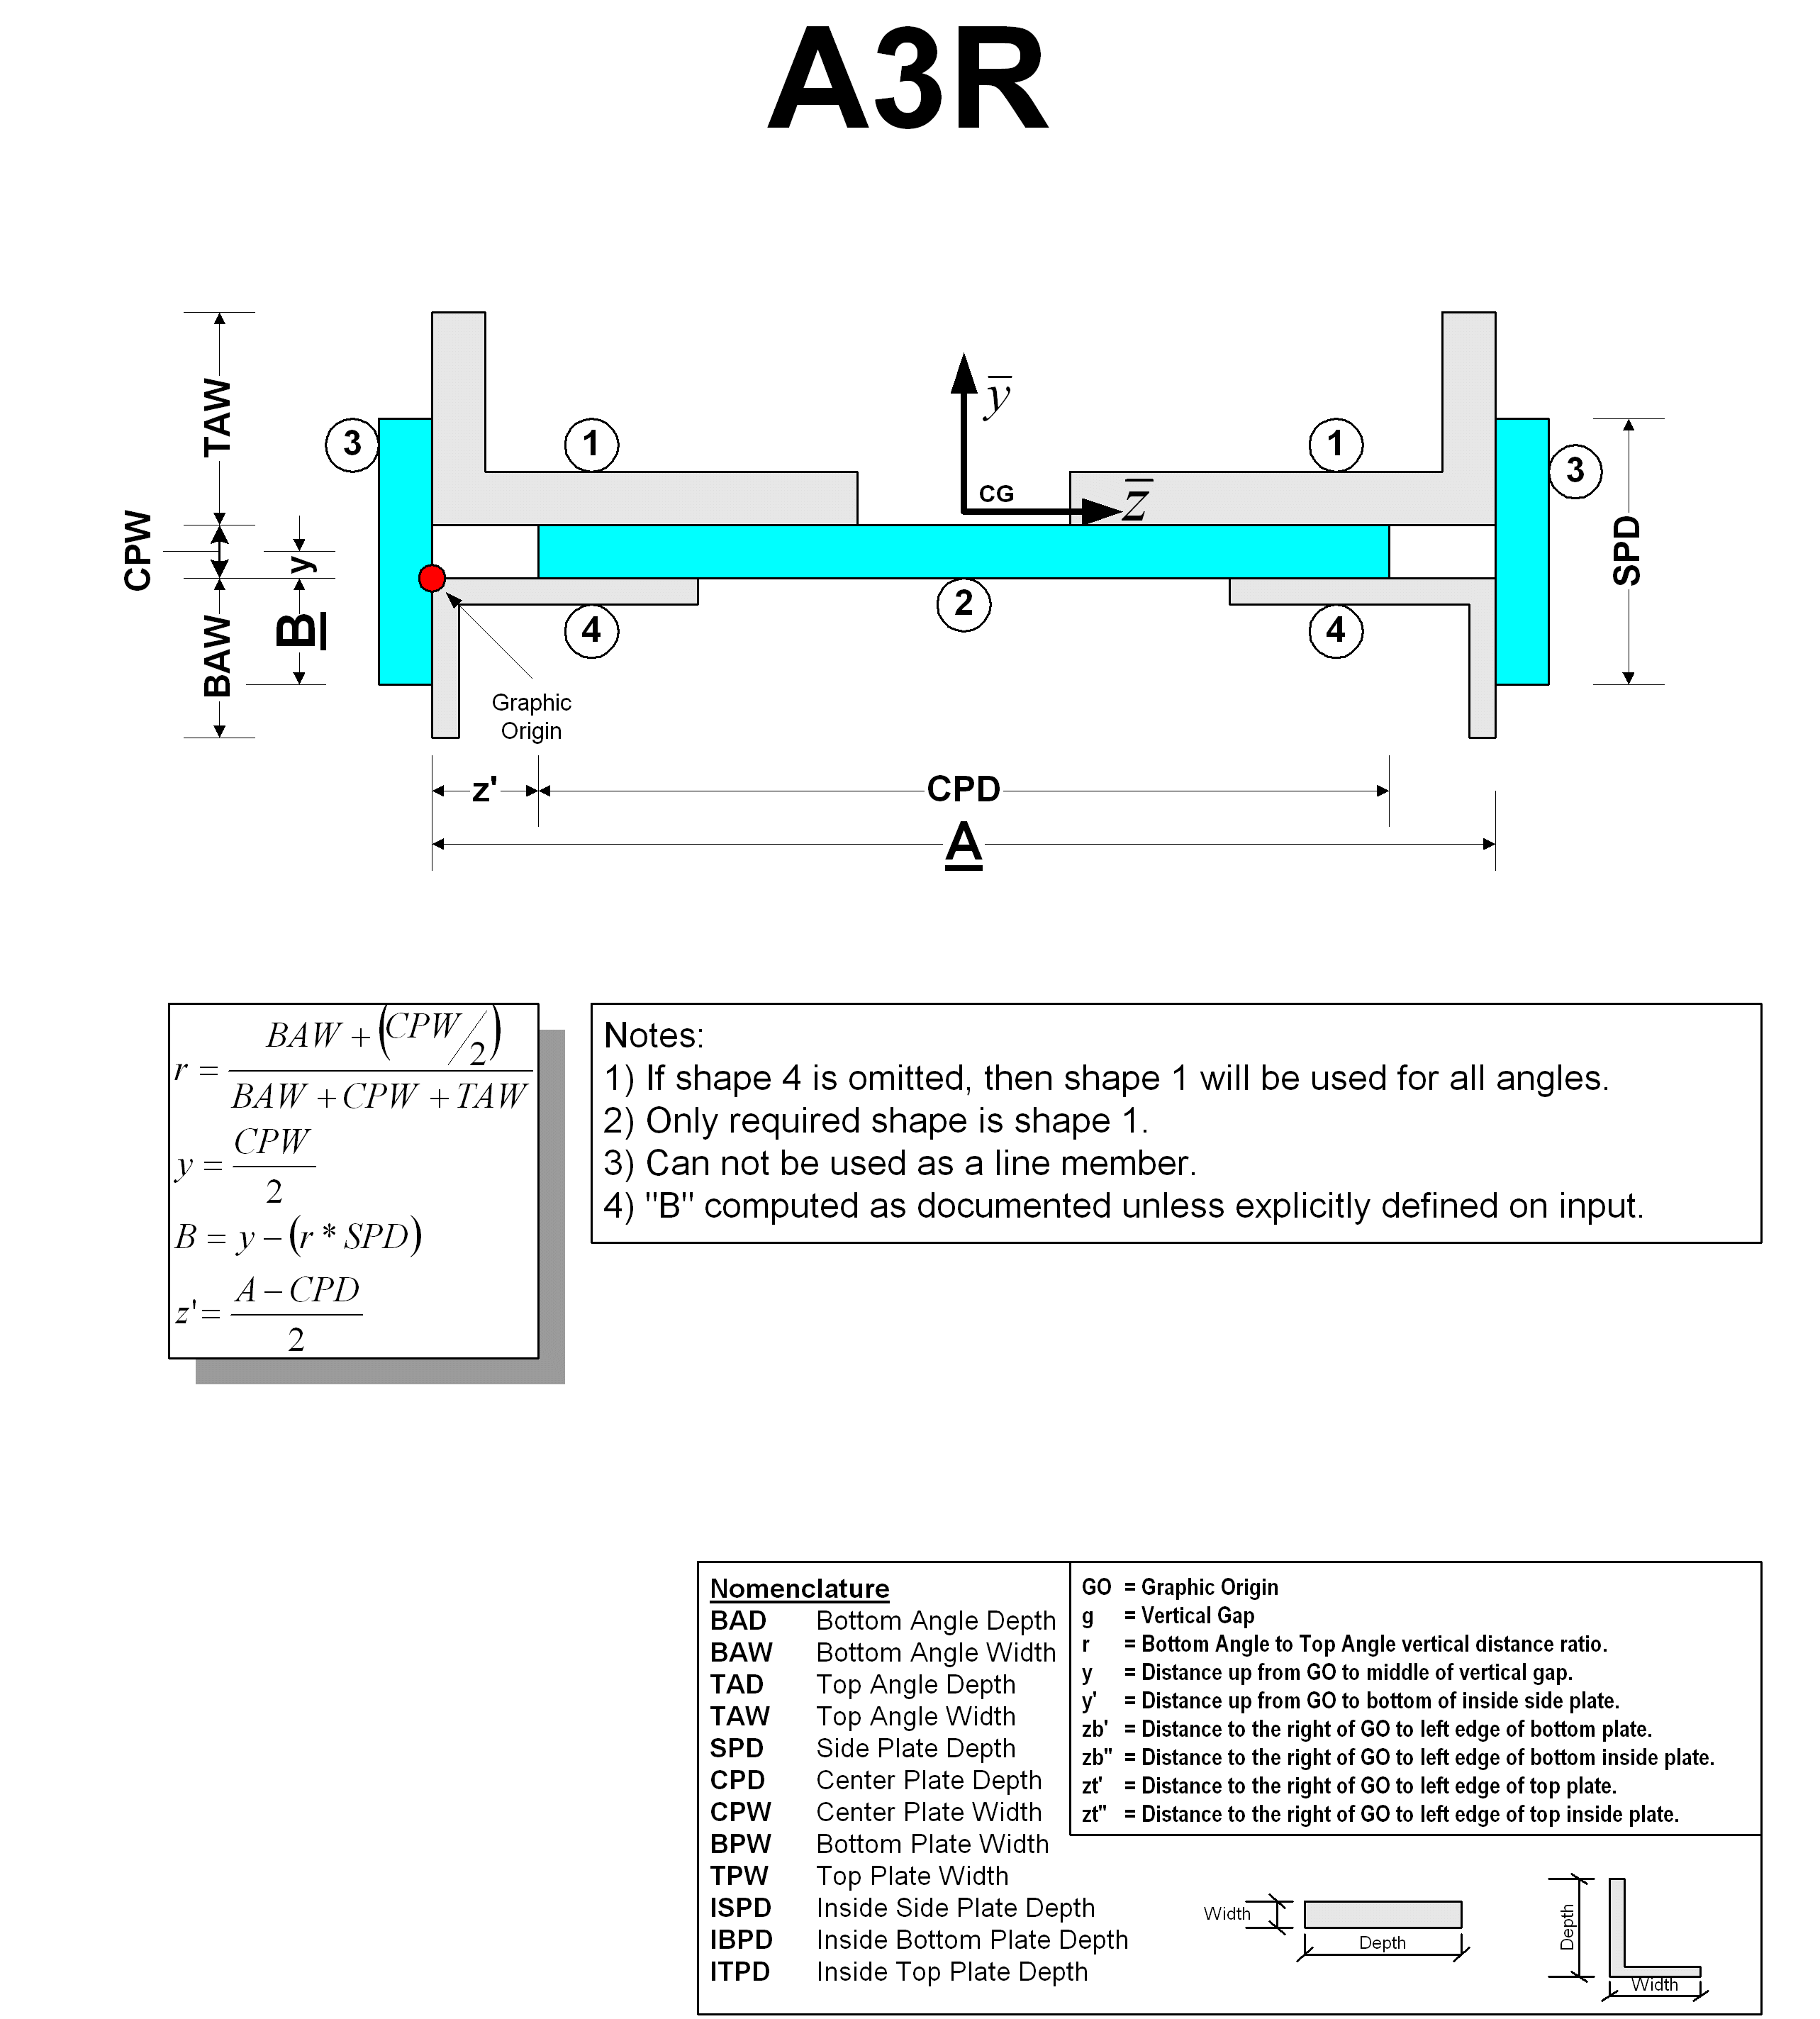 A3R
TAW
CPW
BAW
y
B
3
1
1
3
y
CG
z
SPD
4
2
4
Graphic
Origin
z'
CPD
A
r = BAW + (CPW/2) / BAW + CPW + TAW
y = CPW / 2
B = y – (r * SPD)
z' = A – CPD / 2
Notes:
1) If shape 4 is omitted, then shape 1 will be used for all angles.
2) Only required shape is shape 1.
3) Can not be used as a line member.
4) "B" computed as documented unless explicitly defined on input.
Nomenclature
BAD Bottom Angle Depth
BAW Bottom Angle Width
TAD Top Angle Depth
TAW Top Angle Width
SPD Side Plate Depth
CPD Center Plate Depth
CPW Center Plate Width
BPW Bottom Plate Width
TPW Top Plate Width
ISPD Inside Side Plate Depth
IBPD Inside Bottom Plate Depth
ITPD Inside Top Plate Depth
GO = Graphic Origin
g = Vertical Gap
r = Bottom Angle to Top Angle vertical distance ratio.
y = Distance up from GO to middle of vertical gap.
y' = Distance up from GO to bottom of inside side plate.
zb' = Distance to the right of GO to left edge of bottom plate.
zb" = Distance to the right of GO to left edge of bottom inside plate.
zt' = Distance to the right of GO to left edge of top plate.
zt" = Distance to the right of GO to left edge of top inside plate.
Width
Depth
Depth
Width